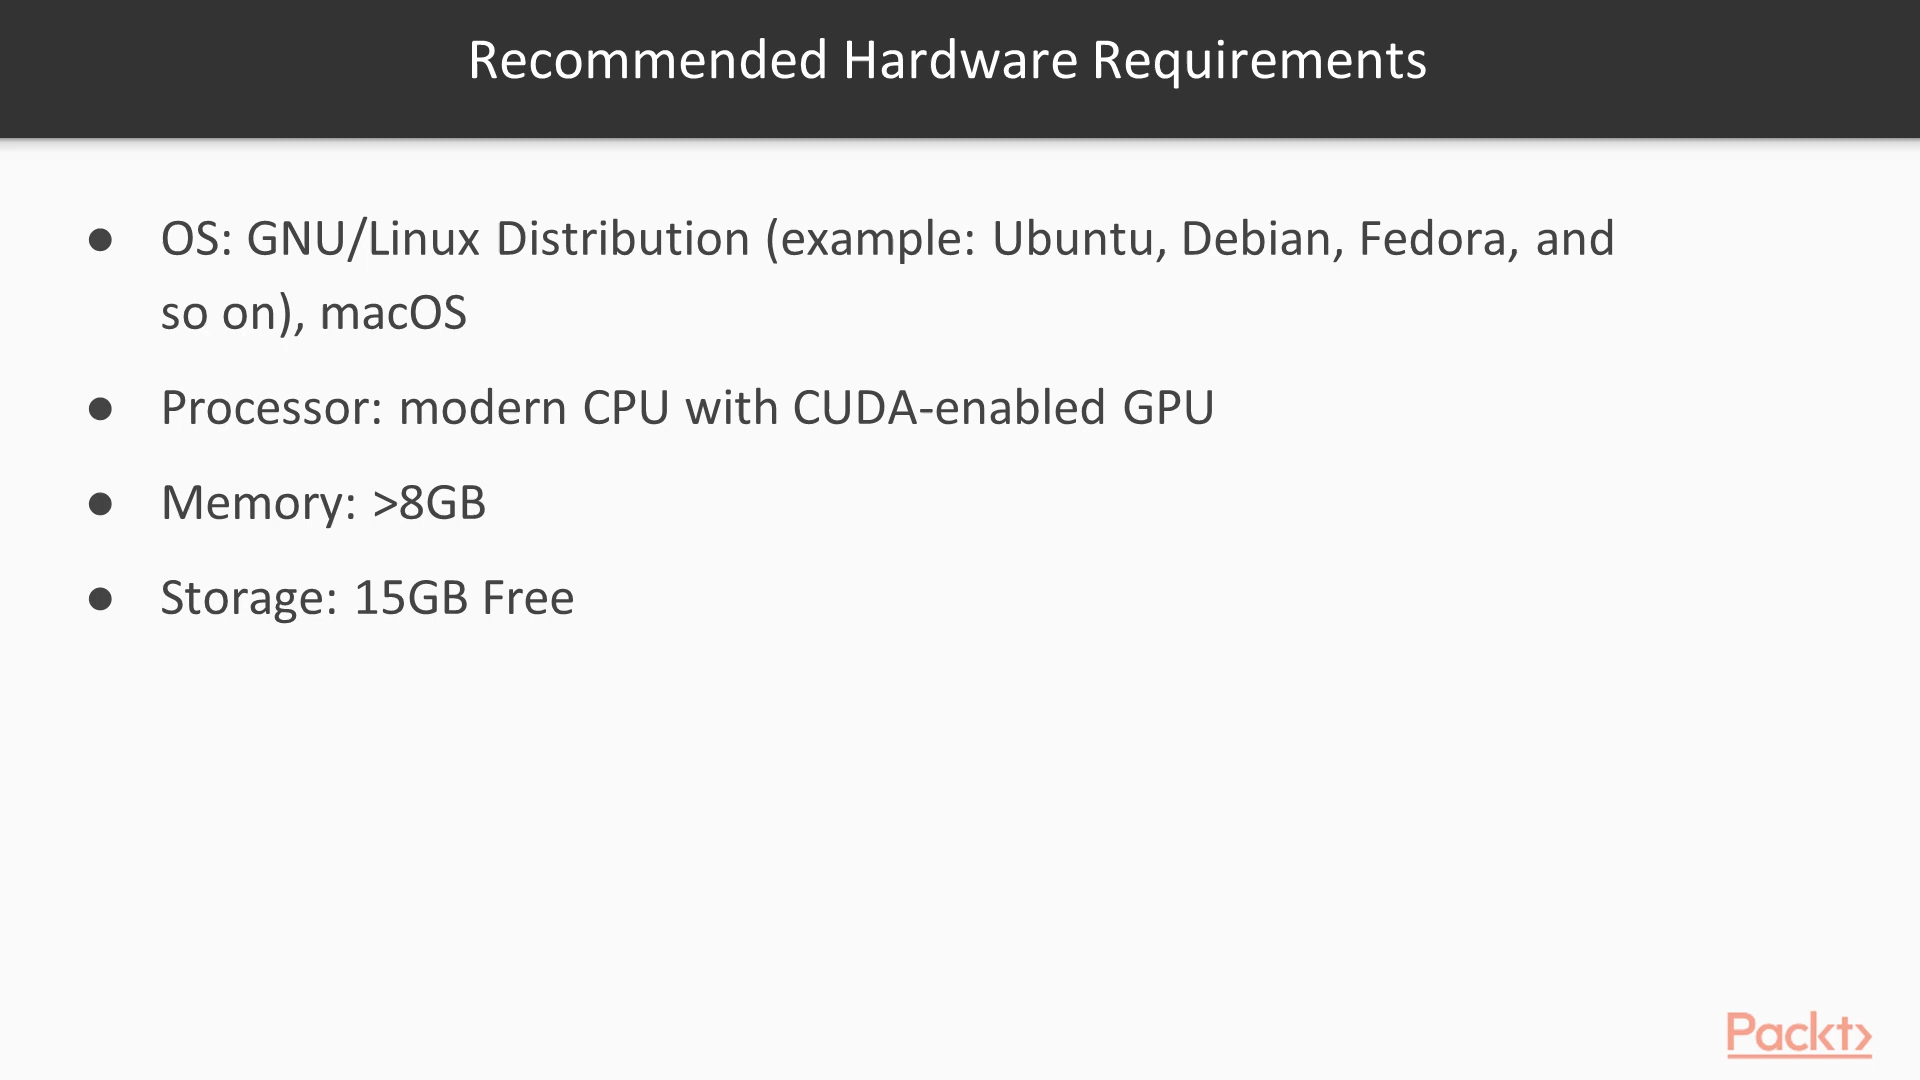 Recommended Hardware Requirements
● OS: GNU/Linux Distribution (example: Ubuntu, Debian, Fedora, and
so on), macOS
● Processor: modern CPU with CUDA-enabled GPU
● Memory: >8GB
● Storage: 15GB Free
Packt>